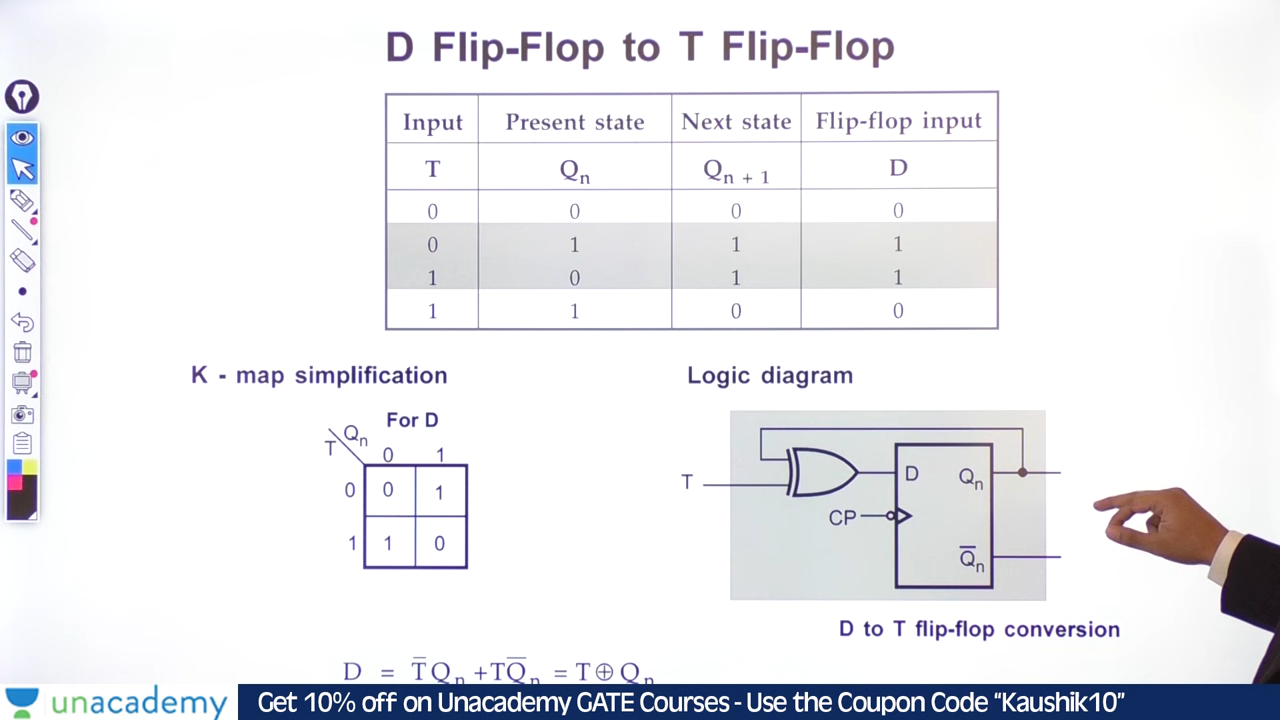 D Flip-Flop to T Flip-Flop
Input Present state Next state Flip-flop input
T Qn Qn + 1 D
0 0 0 0
0 1 1 1
1 0 1 1
1 1 0 0
K - map simplification
Logic diagram
For D
T Qn
0 1
0 0 1
1 1 0
T
D Qn
CP
Q̅n
D to T flip-flop conversion
D = T̅ Qn + T Q̅n = T ⊕ Qn
unacademy
Get 10% off on Unacademy GATE Courses - Use the Coupon Code “Kaushik10”